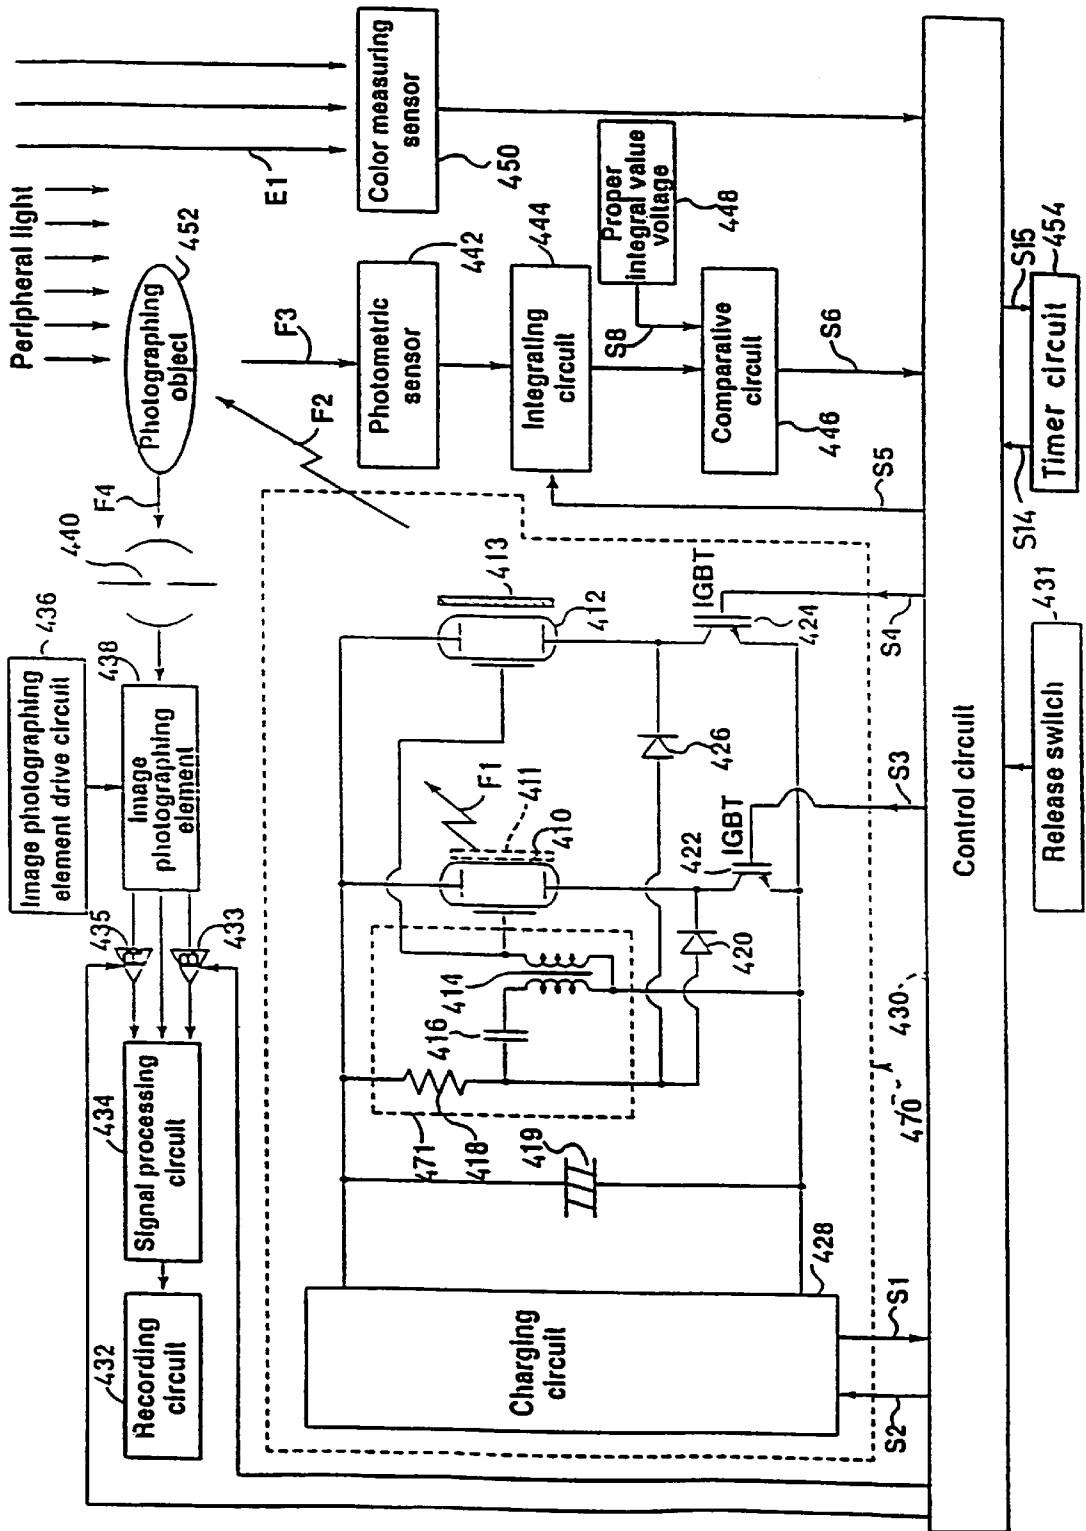 Peripheral light
E1
Color measuring
sensor
450
Photographing
object
452
F4
440
F3
F2
Photometric
sensor
442
Integrating
circuit
444
Proper
integral value
voltage
448
S8
Comparative
circuit
446
S6
S5
Image photographing
element drive circuit
436
438
Image
photographing
element
R
435
B
433
Signal processing
circuit
434
Recording
circuit
432
413
412
IGBT
424
S4
426
F1
411
410
IGBT
422
S3
420
414
416
418
471
419
Charging
circuit
428
S1
S2
470
430
Control circuit
Release switch
431
S14
S15
Timer circuit
454